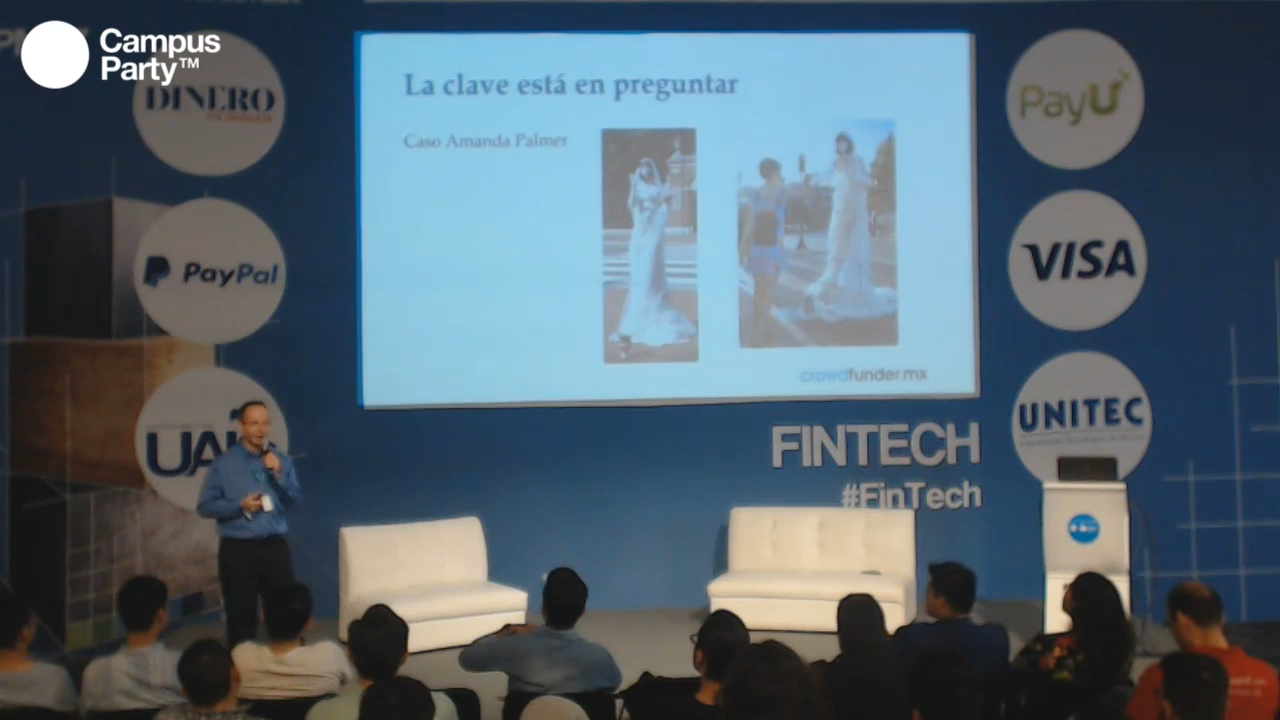 Campus
Party™
DINERO
PayPal
UA
La clave está en preguntar
Caso Amanda Palmer
crowdfunder.mx
PayU
VISA
UNITEC
FINTECH
#FinTech